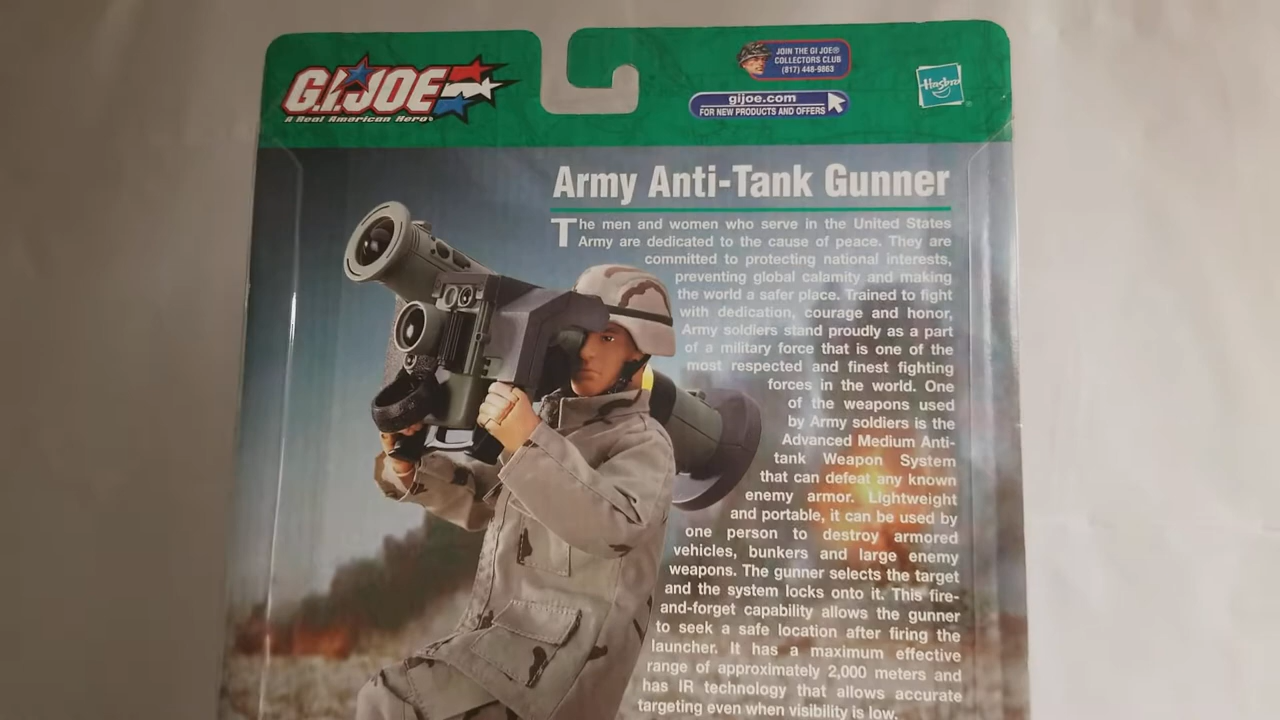 G.I.JOE
A Real American Hero®
JOIN THE GI JOE®
COLLECTORS CLUB
(817) 448-9863
gijoe.com
FOR NEW PRODUCTS AND OFFERS
Hasbro
®
Army Anti-Tank Gunner
The men and women who serve in the United States
Army are dedicated to the cause of peace. They are
committed to protecting national interests,
preventing global calamity and making
the world a safer place. Trained to fight
with dedication, courage and honor,
Army soldiers stand proudly as a part
of a military force that is one of the
most respected and finest fighting
forces in the world. One
of the weapons used
by Army soldiers is the
Advanced Medium Anti-
tank Weapon System
that can defeat any known
enemy armor. Lightweight
and portable, it can be used by
one person to destroy armored
vehicles, bunkers and large enemy
weapons. The gunner selects the target
and the system locks onto it. This fire-
and-forget capability allows the gunner
to seek a safe location after firing the
launcher. It has a maximum effective
range of approximately 2,000 meters and
has IR technology that allows accurate
targeting even when visibility is low.